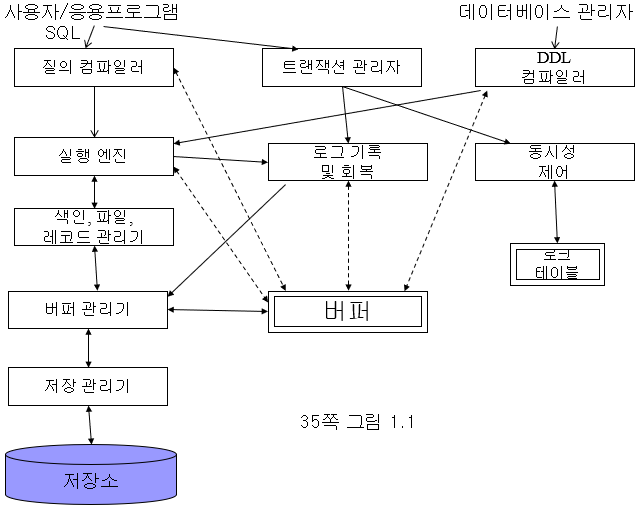 사용자/응용프로그램
데이터베이스 관리자
SQL
질의 컴파일러
트랜잭션 관리자
DDL
컴파일러
실행 엔진
로그 기록
및 회복
동시성
제어
색인, 파일,
레코드 관리기
로크
테이블
버퍼 관리기
버퍼
저장 관리기
35쪽 그림 1.1
저장소